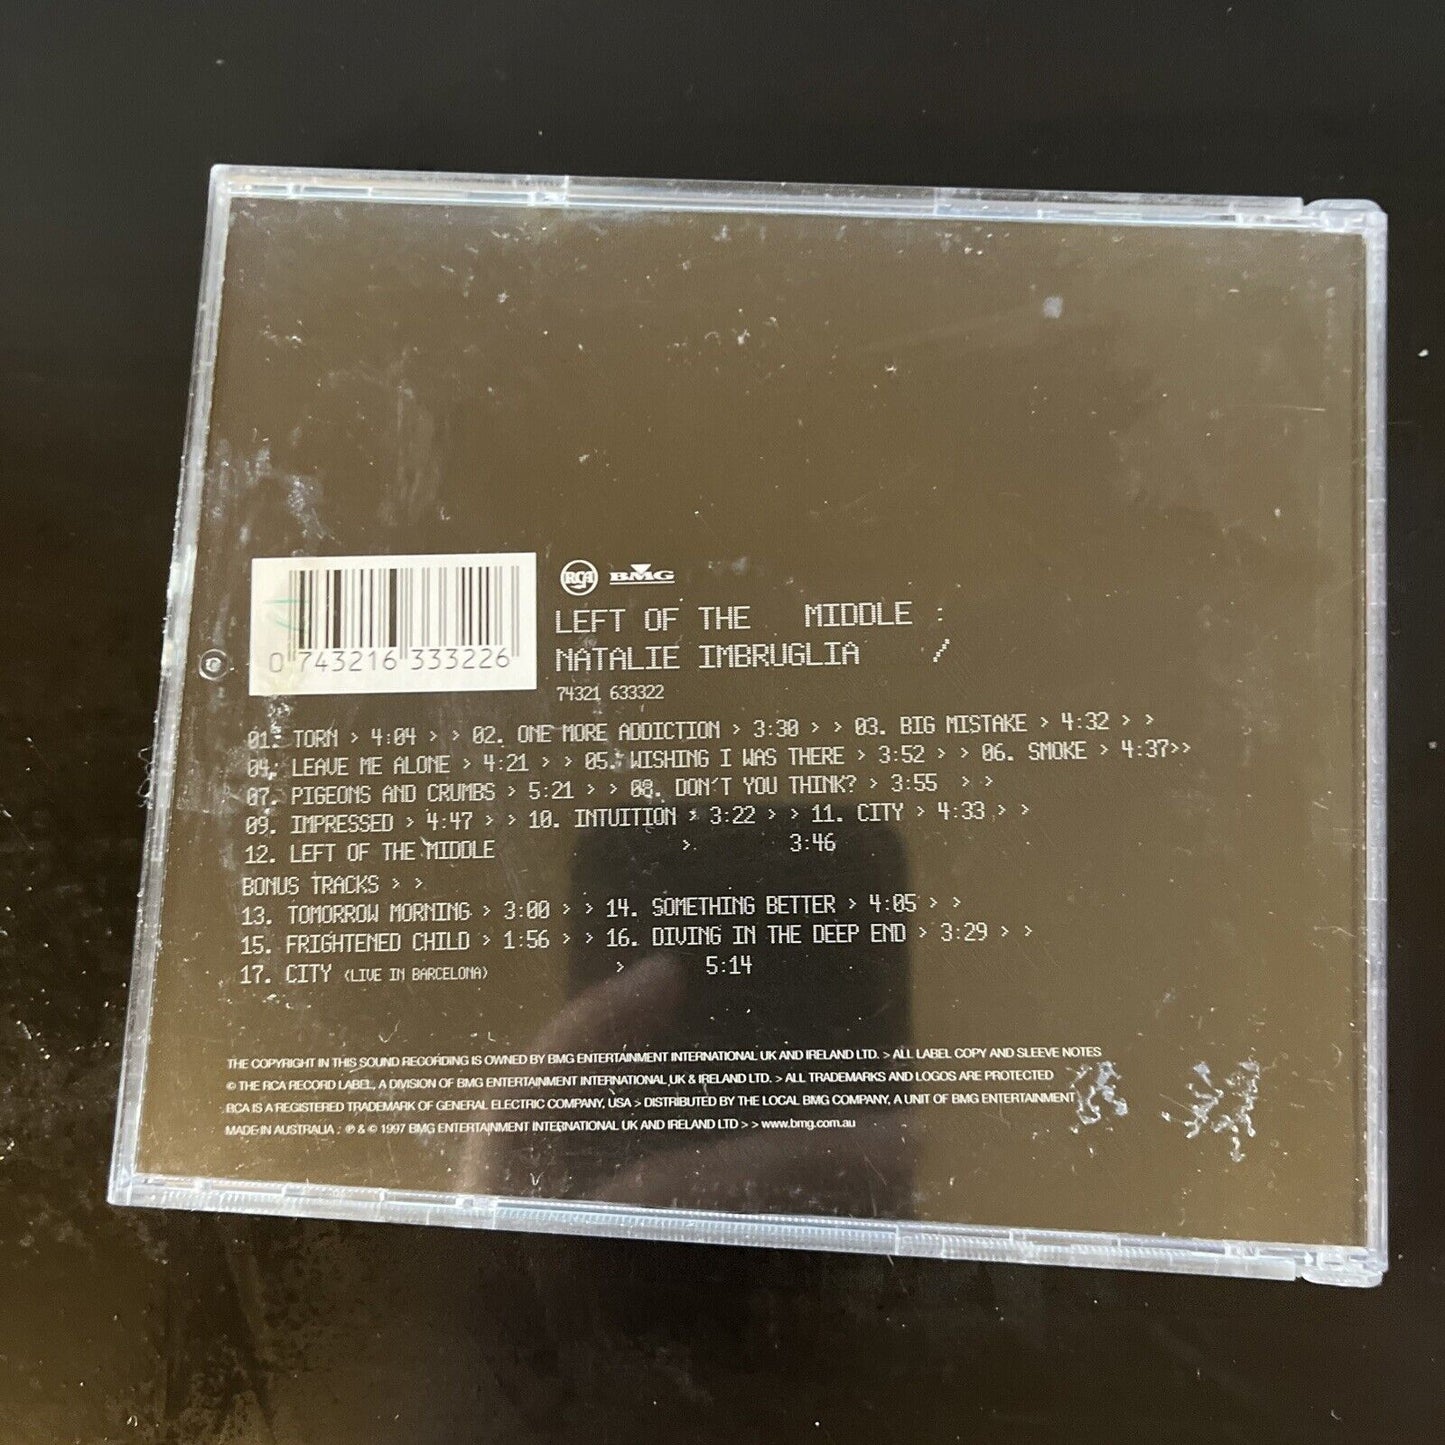 RCA BMG
LEFT OF THE MIDDLE :
NATALIE IMBRUGLIA /
0 743216 333226
74321 633322
01. TORN > 4:04 > > 02. ONE MORE ADDICTION > 3:30 > > 03. BIG MISTAKE > 4:32 > >
04. LEAVE ME ALONE > 4:21 > > 05. WISHING I WAS THERE > 3:52 > > 06. SMOKE > 4:37>>
07. PIGEONS AND CRUMBS > 5:21 > > 08. DON'T YOU THINK? > 3:55 > >
09. IMPRESSED > 4:47 > > 10. INTUITION > 3:22 > > 11. CITY > 4:33 > >
12. LEFT OF THE MIDDLE > 3:46
BONUS TRACKS > >
13. TOMORROW MORNING > 3:00 > > 14. SOMETHING BETTER > 4:05 > >
15. FRIGHTENED CHILD > 1:56 > > 16. DIVING IN THE DEEP END > 3:29 > >
17. CITY (LIVE IN BARCELONA) > 5:14
THE COPYRIGHT IN THIS SOUND RECORDING IS OWNED BY BMG ENTERTAINMENT INTERNATIONAL UK AND IRELAND LTD. > ALL LABEL COPY AND SLEEVE NOTES
© THE RCA RECORD LABEL, A DIVISION OF BMG ENTERTAINMENT INTERNATIONAL UK & IRELAND LTD. > ALL TRADEMARKS AND LOGOS ARE PROTECTED
RCA IS A REGISTERED TRADEMARK OF GENERAL ELECTRIC COMPANY, USA > DISTRIBUTED BY THE LOCAL BMG COMPANY, A UNIT OF BMG ENTERTAINMENT
MADE IN AUSTRALIA : ℗ & © 1997 BMG ENTERTAINMENT INTERNATIONAL UK AND IRELAND LTD > > www.bmg.com.au